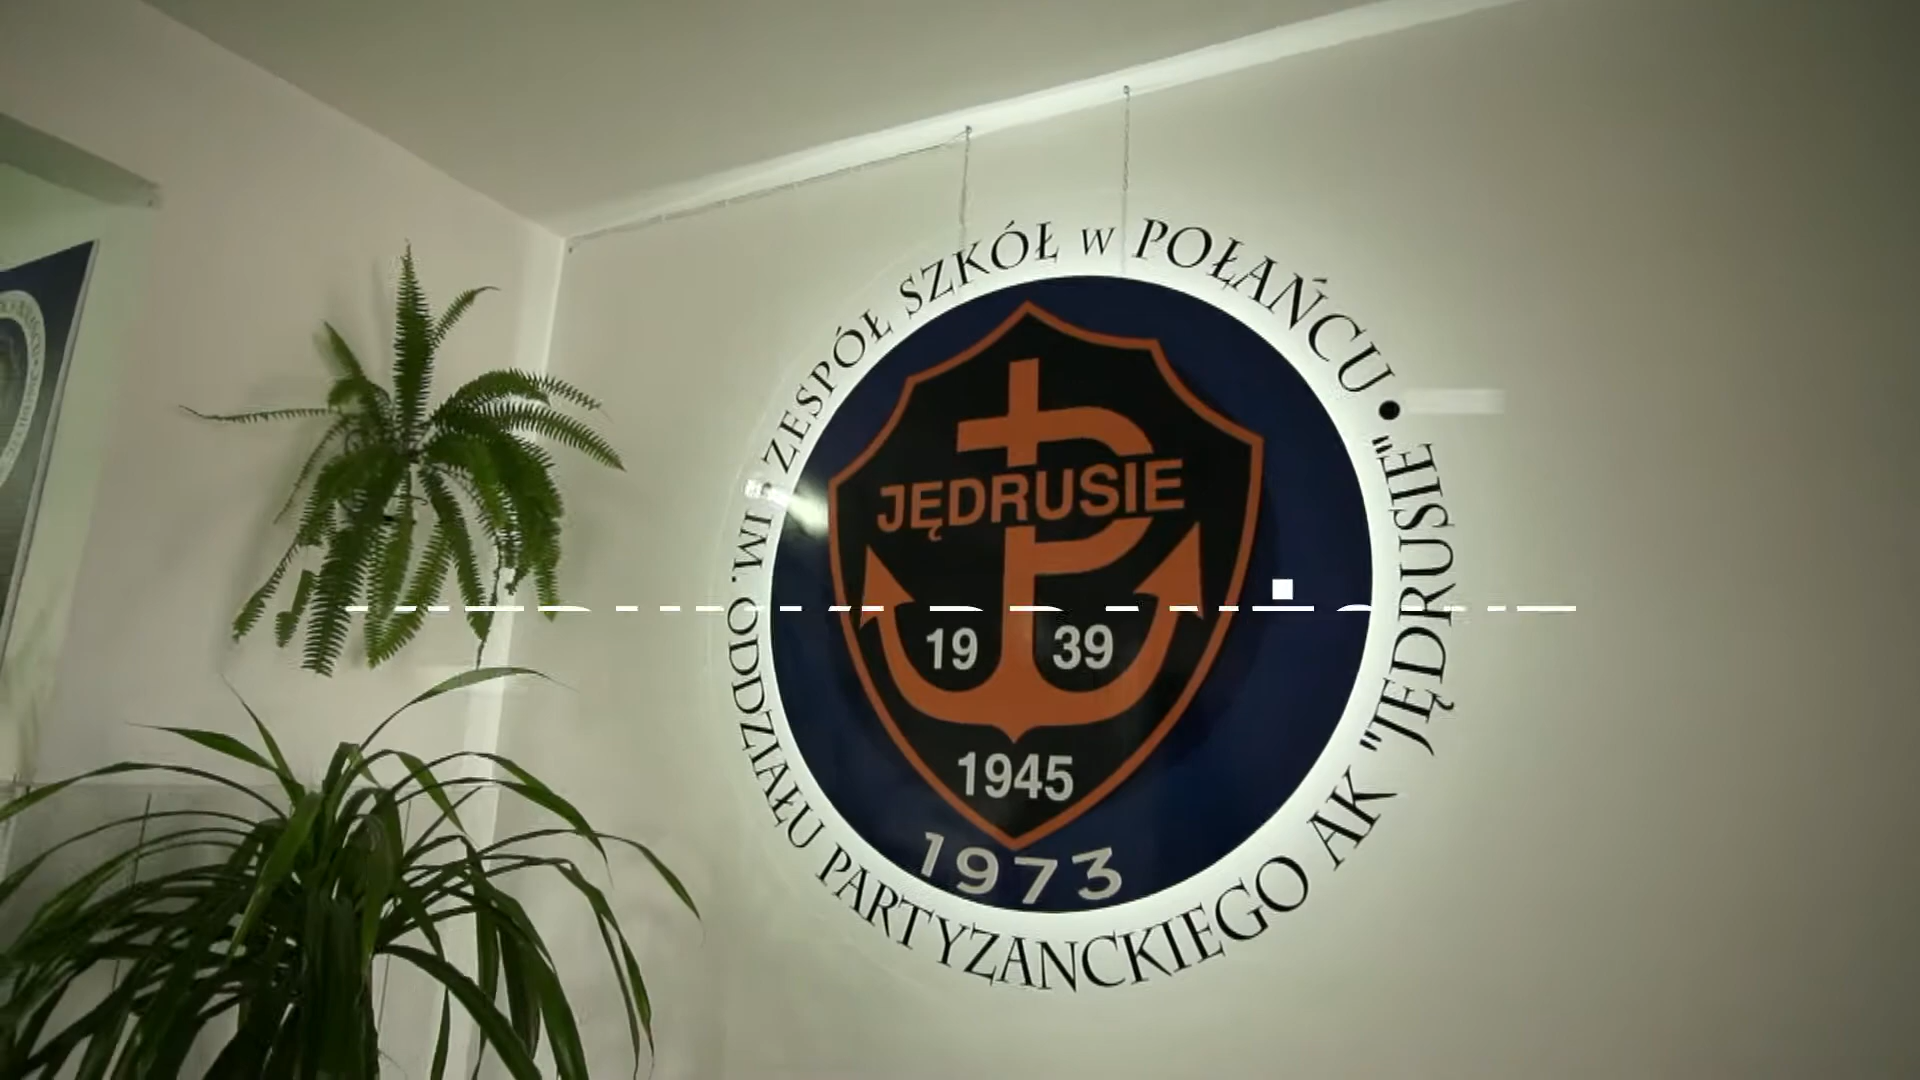 ZESPÓŁ SZKÓŁ w POŁAŃCU •
IM. ODDZIAŁU PARTYZANCKIEGO AK "JĘDRUSIE"
JĘDRUSIE
19 39
1945
1973